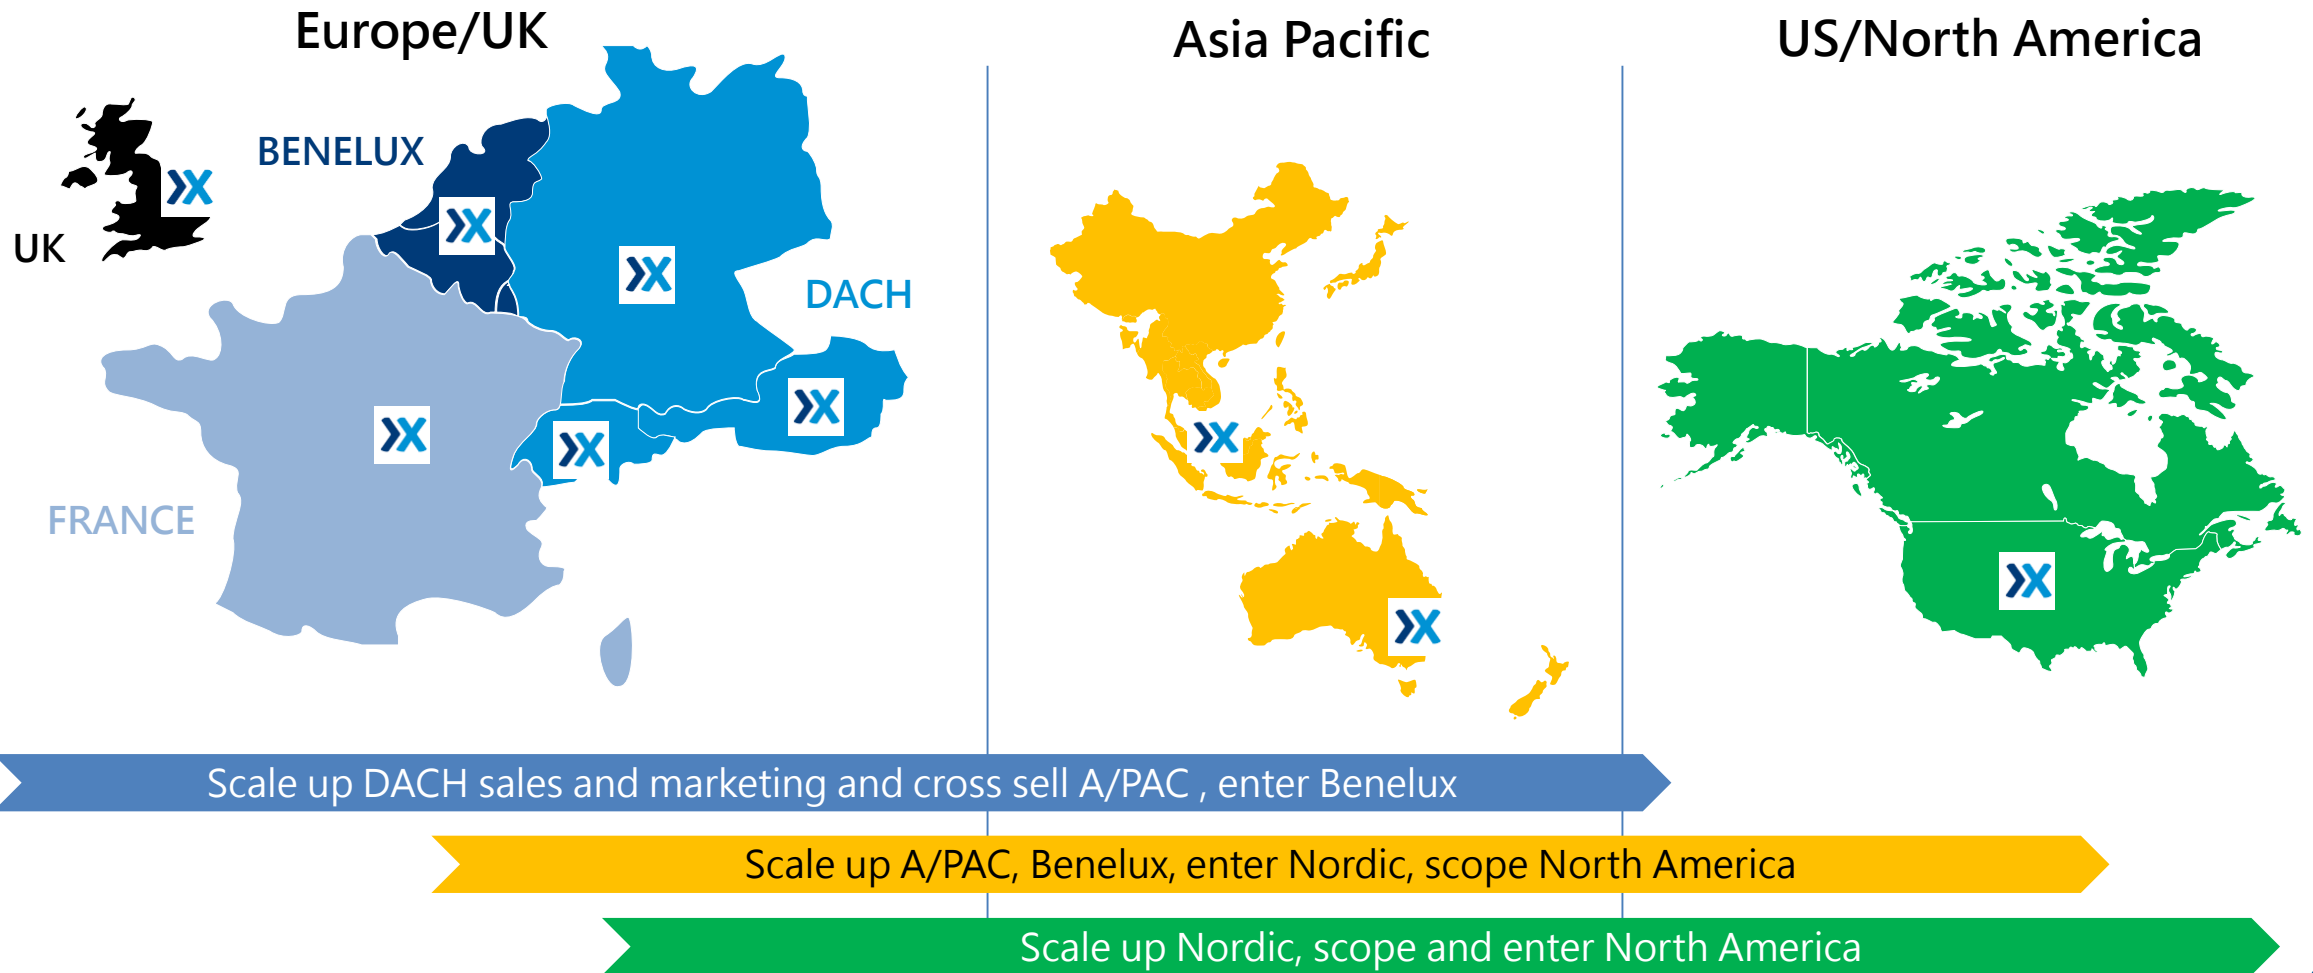 Europe/UK
Asia Pacific
US/North America
BENELUX
UK
DACH
FRANCE
Scale up DACH sales and marketing and cross sell A/PAC , enter Benelux
Scale up A/PAC, Benelux, enter Nordic, scope North America
Scale up Nordic, scope and enter North America